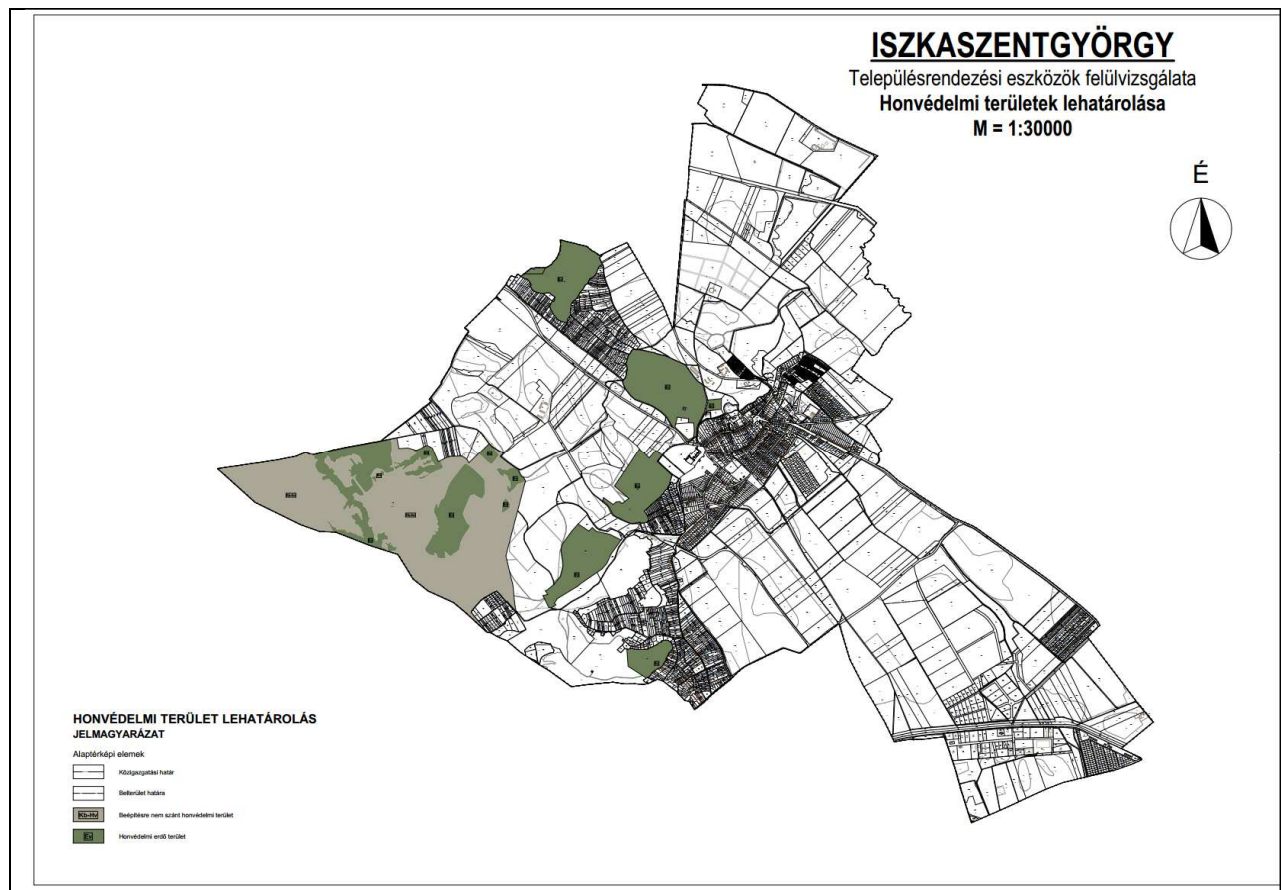 ISZKASZENTGYÖRGY
Településrendezési eszközök felülvizsgálata
Honvédelmi területek lehatárolása
M = 1:30000
É
HONVÉDELMI TERÜLET LEHATÁROLÁS
JELMAGYARÁZAT
Alaptérképi elemek
Közigazgatási határ
Belterület határa
Kb-Hv Beépítésre nem szánt honvédelmi terület
Ev Honvédelmi erdő terület